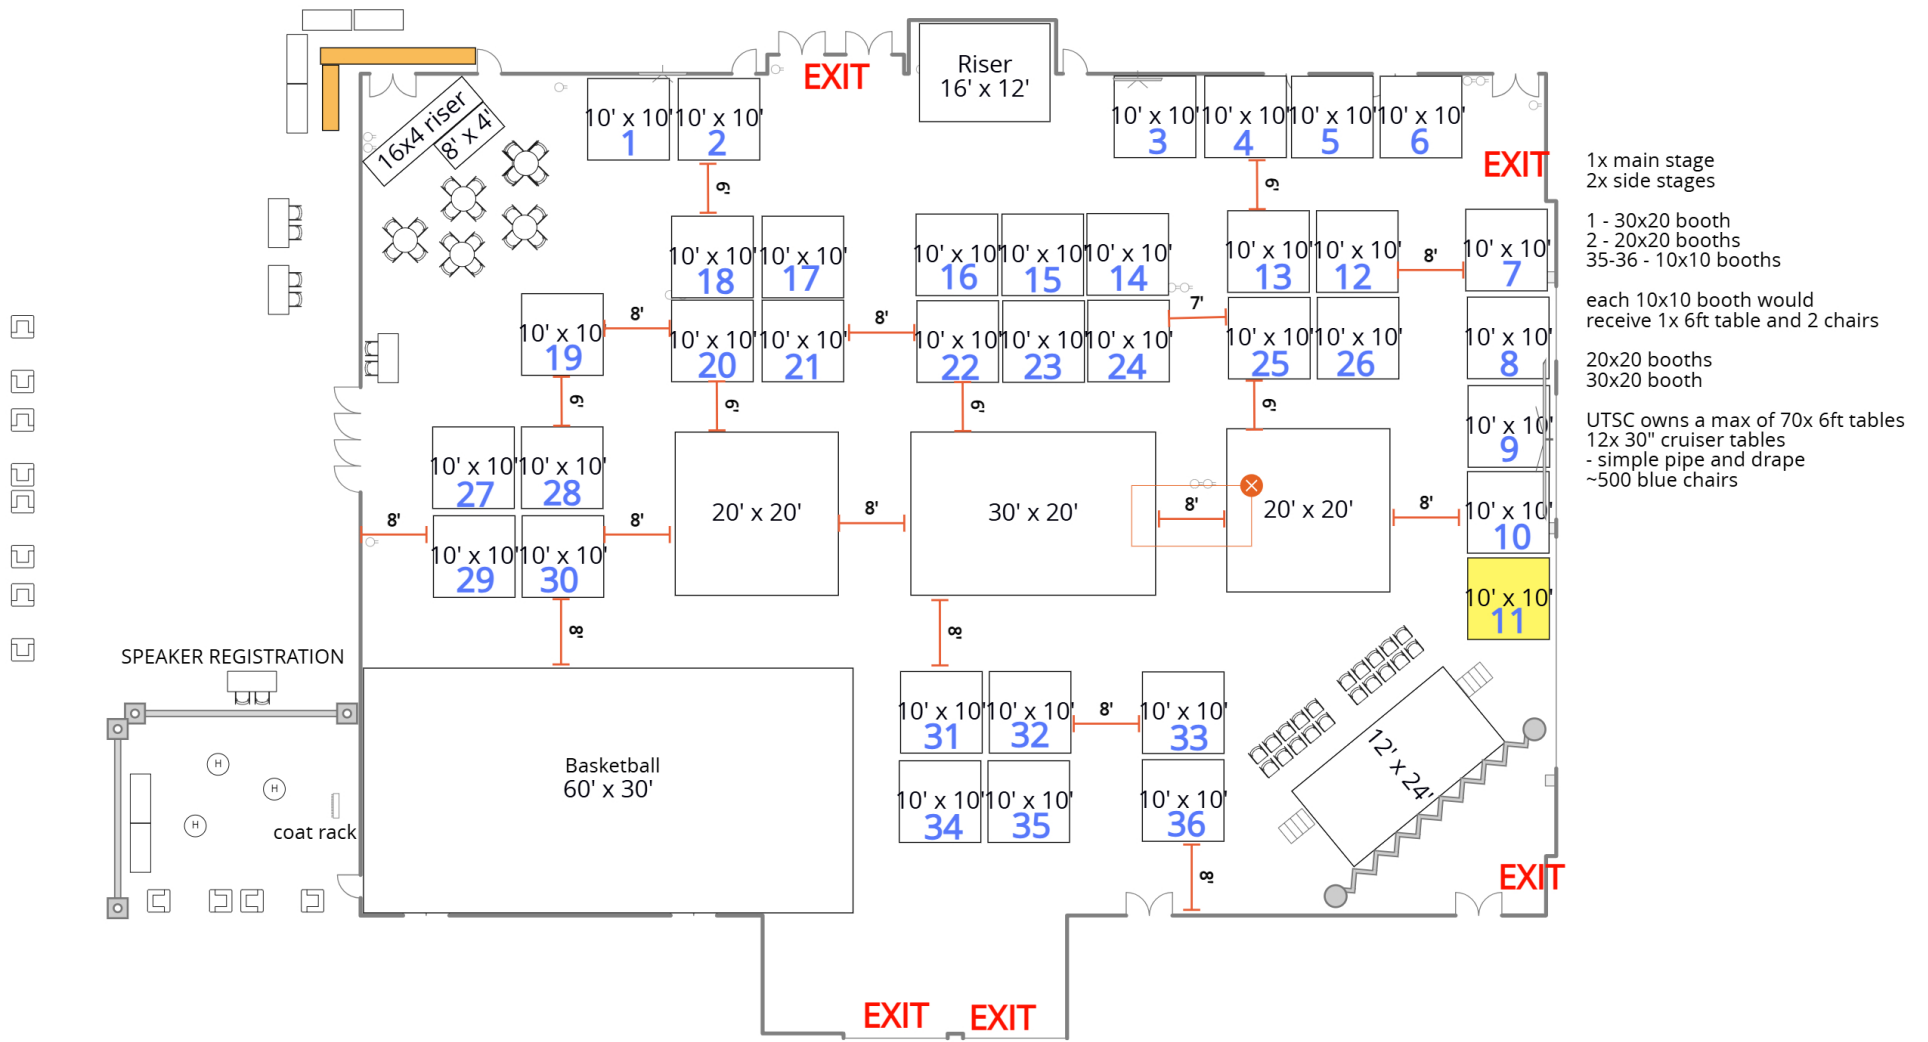 EXIT
Riser
16' x 12'
16x4 riser
8' x 4'
10' x 10'
1
10' x 10'
2
10' x 10'
3
10' x 10'
4
10' x 10'
5
10' x 10'
6
EXIT
6'
6'
10' x 10'
18
10' x 10'
17
10' x 10'
16
10' x 10'
15
10' x 10'
14
10' x 10'
13
10' x 10'
12
8'
10' x 10'
7
10' x 10
19
8'
10' x 10'
20
10' x 10'
21
8'
10' x 10'
22
10' x 10'
23
10' x 10'
24
7'
10' x 10'
25
10' x 10'
26
10' x 10'
8
6'
6'
6'
6'
10' x 10'
9
10' x 10'
27
10' x 10'
28
20' x 20'
30' x 20'
20' x 20'
10' x 10'
10
8'
8'
8'
8'
8'
10' x 10'
29
10' x 10'
30
10' x 10'
11
8'
8'
SPEAKER REGISTRATION
H
H
H
coat rack
Basketball
60' x 30'
10' x 10'
31
10' x 10'
32
8'
10' x 10'
33
10' x 10'
34
10' x 10'
35
10' x 10'
36
8'
12' x 24'
EXIT
EXIT
EXIT
1x main stage
2x side stages
1 - 30x20 booth
2 - 20x20 booths
35-36 - 10x10 booths
each 10x10 booth would
receive 1x 6ft table and 2 chairs
20x20 booths
30x20 booth
UTSC owns a max of 70x 6ft tables
12x 30" cruiser tables
- simple pipe and drape
~500 blue chairs